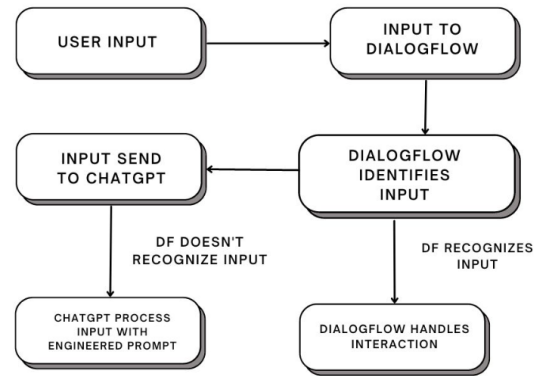 USER INPUT
INPUT TO
DIALOGFLOW
INPUT SEND
TO CHATGPT
DIALOGFLOW
IDENTIFIES
INPUT
DF DOESN'T
RECOGNIZE INPUT
DF RECOGNIZES
INPUT
CHATGPT PROCESS
INPUT WITH
ENGINEERED PROMPT
DIALOGFLOW HANDLES
INTERACTION